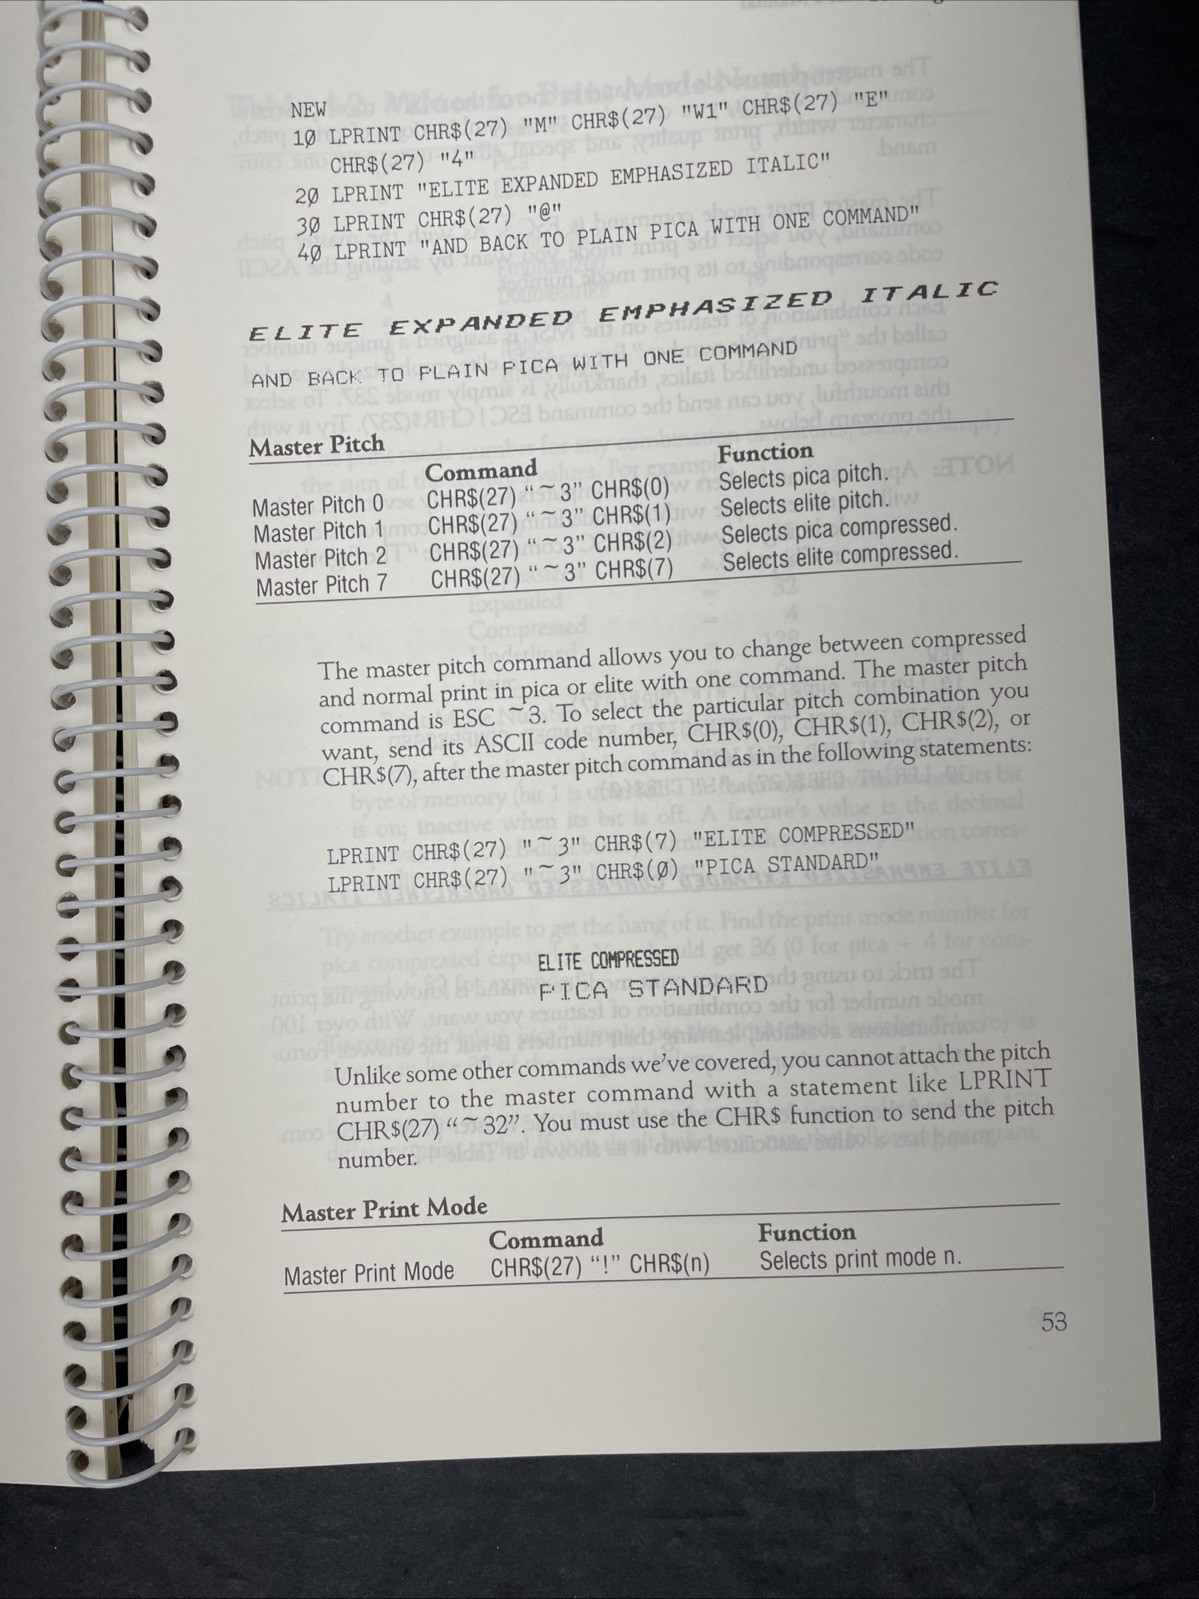 NEW
1Ø LPRINT CHR$(27) "M" CHR$(27) "W1" CHR$(27) "E"
CHR$(27) "4"
2Ø LPRINT "ELITE EXPANDED EMPHASIZED ITALIC"
3Ø LPRINT CHR$(27) "@"
4Ø LPRINT "AND BACK TO PLAIN PICA WITH ONE COMMAND"
ELITE EXPANDED EMPHASIZED ITALIC
AND BACK TO PLAIN PICA WITH ONE COMMAND
Master Pitch
Command Function
Master Pitch 0 CHR$(27) “~3” CHR$(0) Selects pica pitch.
Master Pitch 1 CHR$(27) “~3” CHR$(1) Selects elite pitch.
Master Pitch 2 CHR$(27) “~3” CHR$(2) Selects pica compressed.
Master Pitch 7 CHR$(27) “~3” CHR$(7) Selects elite compressed.
The master pitch command allows you to change between compressed
and normal print in pica or elite with one command. The master pitch
command is ESC ~3. To select the particular pitch combination you
want, send its ASCII code number, CHR$(0), CHR$(1), CHR$(2), or
CHR$(7), after the master pitch command as in the following statements:
LPRINT CHR$(27) "~3" CHR$(7) "ELITE COMPRESSED"
LPRINT CHR$(27) "~3" CHR$(Ø) "PICA STANDARD"
ELITE COMPRESSED
PICA STANDARD
Unlike some other commands we’ve covered, you cannot attach the pitch
number to the master command with a statement like LPRINT
CHR$(27) “~32”. You must use the CHR$ function to send the pitch
number.
Master Print Mode
Command Function
Master Print Mode CHR$(27) “!” CHR$(n) Selects print mode n.
53